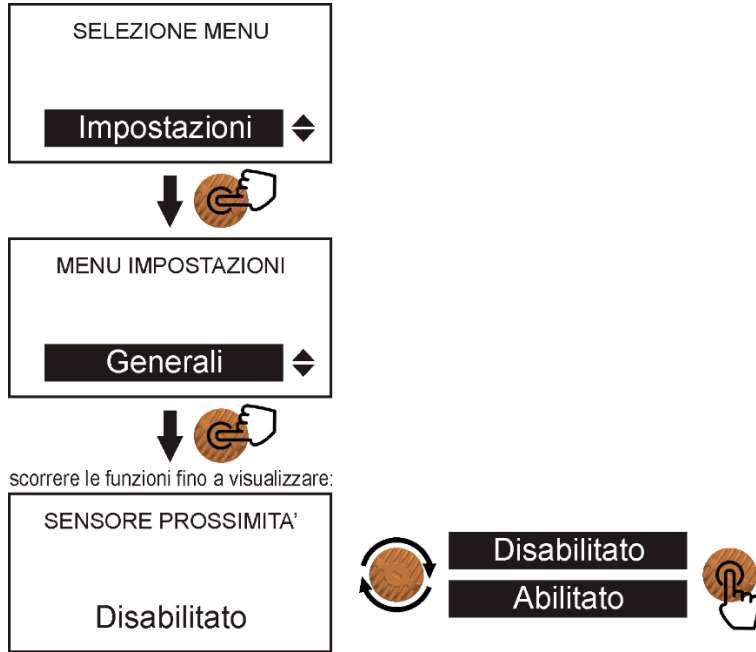 SELEZIONE MENU
Impostazioni
MENU IMPOSTAZIONI
Generali
scorrere le funzioni fino a visualizzare:
SENSORE PROSSIMITA'
Disabilitato
Disabilitato
Abilitato